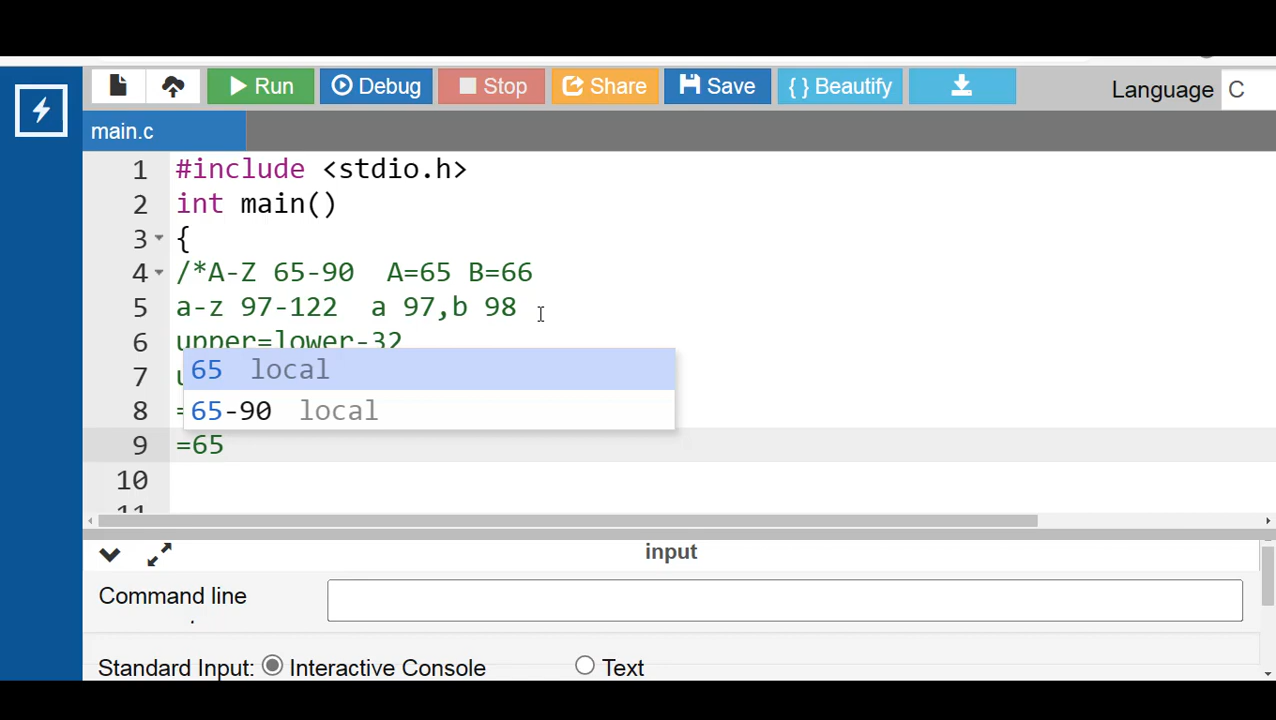 Run Debug Stop Share Save { } Beautify Language C
main.c
1 #include <stdio.h>
2 int main()
3 {
4 /*A-Z 65-90 A=65 B=66
5 a-z 97-122 a 97,b 98
6 upper=lower-32
7
65 local
8
65-90 local
9 =65
10
11
input
Command line
Standard Input: Interactive Console Text